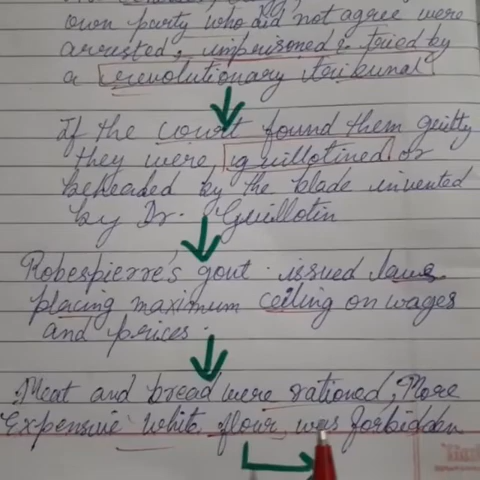 own party who did not agree were
arrested, imprisoned & tried by
a revolutionary tribunal
If the court found them guilty
they were guillotined or
beheaded by the blade invented
by Dr. Guillotin
Robespierre's govt. issued laws
placing maximum ceiling on wages
and prices.
Meat and bread were rationed, More
Expensive white flour was forbidden